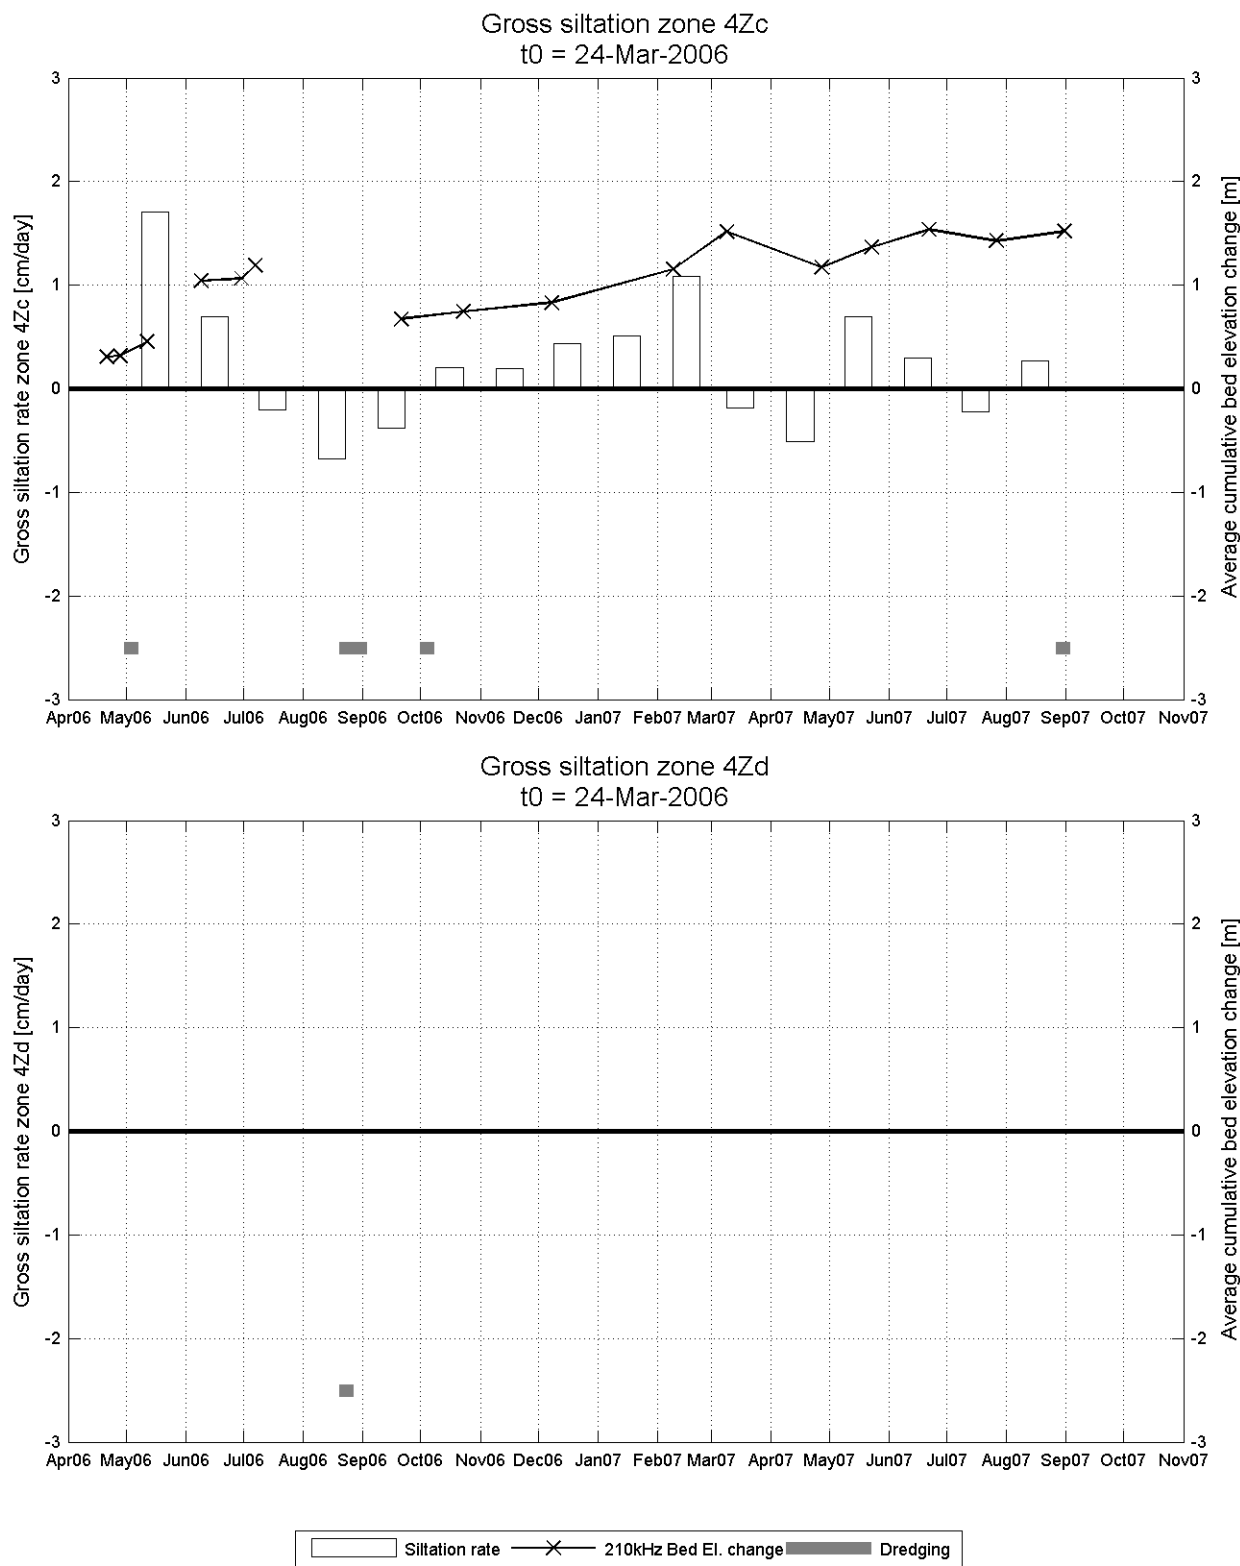 Gross siltation zone 4Zc
t0 = 24-Mar-2006
Gross siltation rate zone 4Zc [cm/day]
3
2
1
0
-1
-2
-3
3
2
1
0
-1
-2
-3
Average cumulative bed elevation change [m]
Apr06 May06 Jun06 Jul06 Aug06 Sep06 Oct06 Nov06 Dec06 Jan07 Feb07 Mar07 Apr07 May07 Jun07 Jul07 Aug07 Sep07 Oct07 Nov07
Gross siltation zone 4Zd
t0 = 24-Mar-2006
Gross siltation rate zone 4Zd [cm/day]
3
2
1
0
-1
-2
-3
3
2
1
0
-1
-2
-3
Average cumulative bed elevation change [m]
Apr06 May06 Jun06 Jul06 Aug06 Sep06 Oct06 Nov06 Dec06 Jan07 Feb07 Mar07 Apr07 May07 Jun07 Jul07 Aug07 Sep07 Oct07 Nov07
Siltation rate 210kHz Bed El. change Dredging